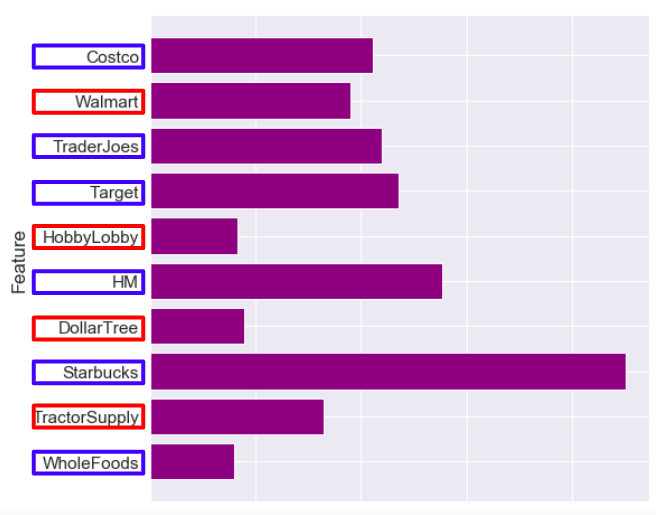 Costco
Walmart
TraderJoes
Target
HobbyLobby
HM
DollarTree
Starbucks
TractorSupply
WholeFoods
Feature